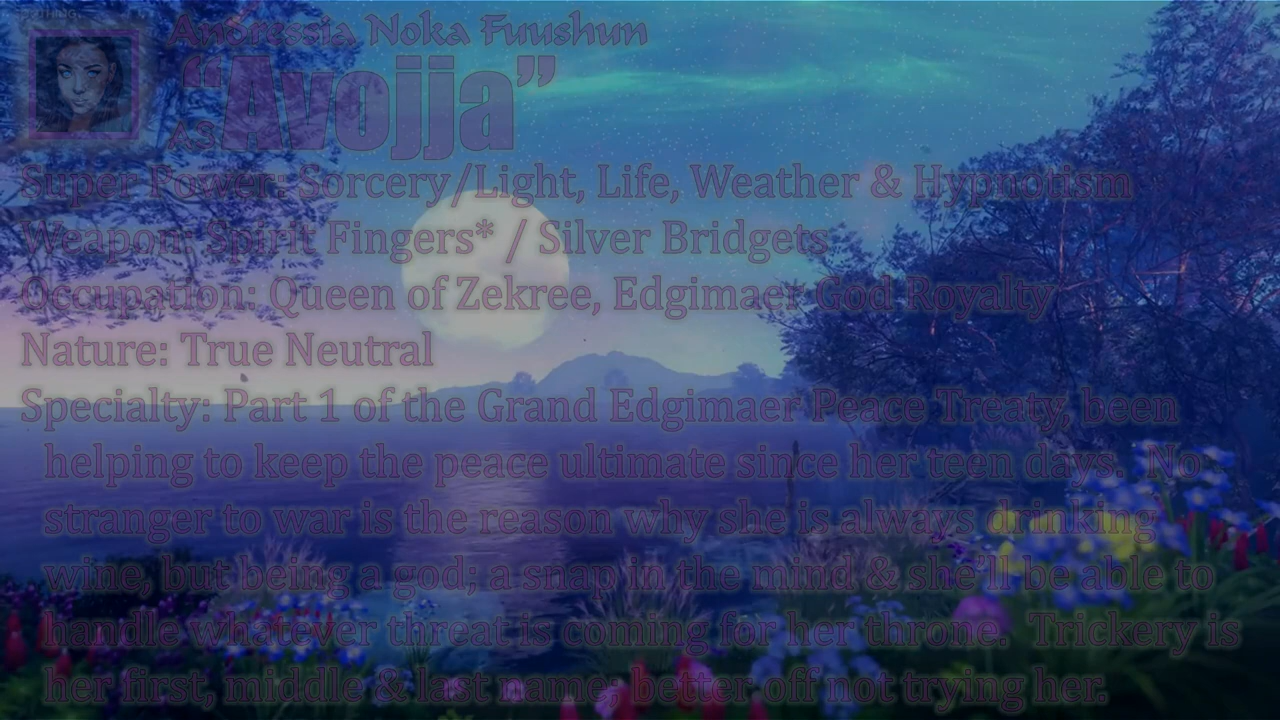 Andressia Noka Fuushun
AS “Avojja”
Super Power: Sorcery/Light, Life, Weather & Hypnotism
Weapon: Spirit Fingers* / Silver Bridgets
Occupation: Queen of Zekree, Edgimaer God Royalty
Nature: True Neutral
Specialty: Part 1 of the Grand Edgimaer Peace Treaty, been
helping to keep the peace ultimate since her teen days. No
stranger to war is the reason why she is always drinking
wine, but being a god; a snap in the mind & she'll be able to
handle whatever threat is coming for her throne. Trickery is
her first, middle & last name, better off not trying her.